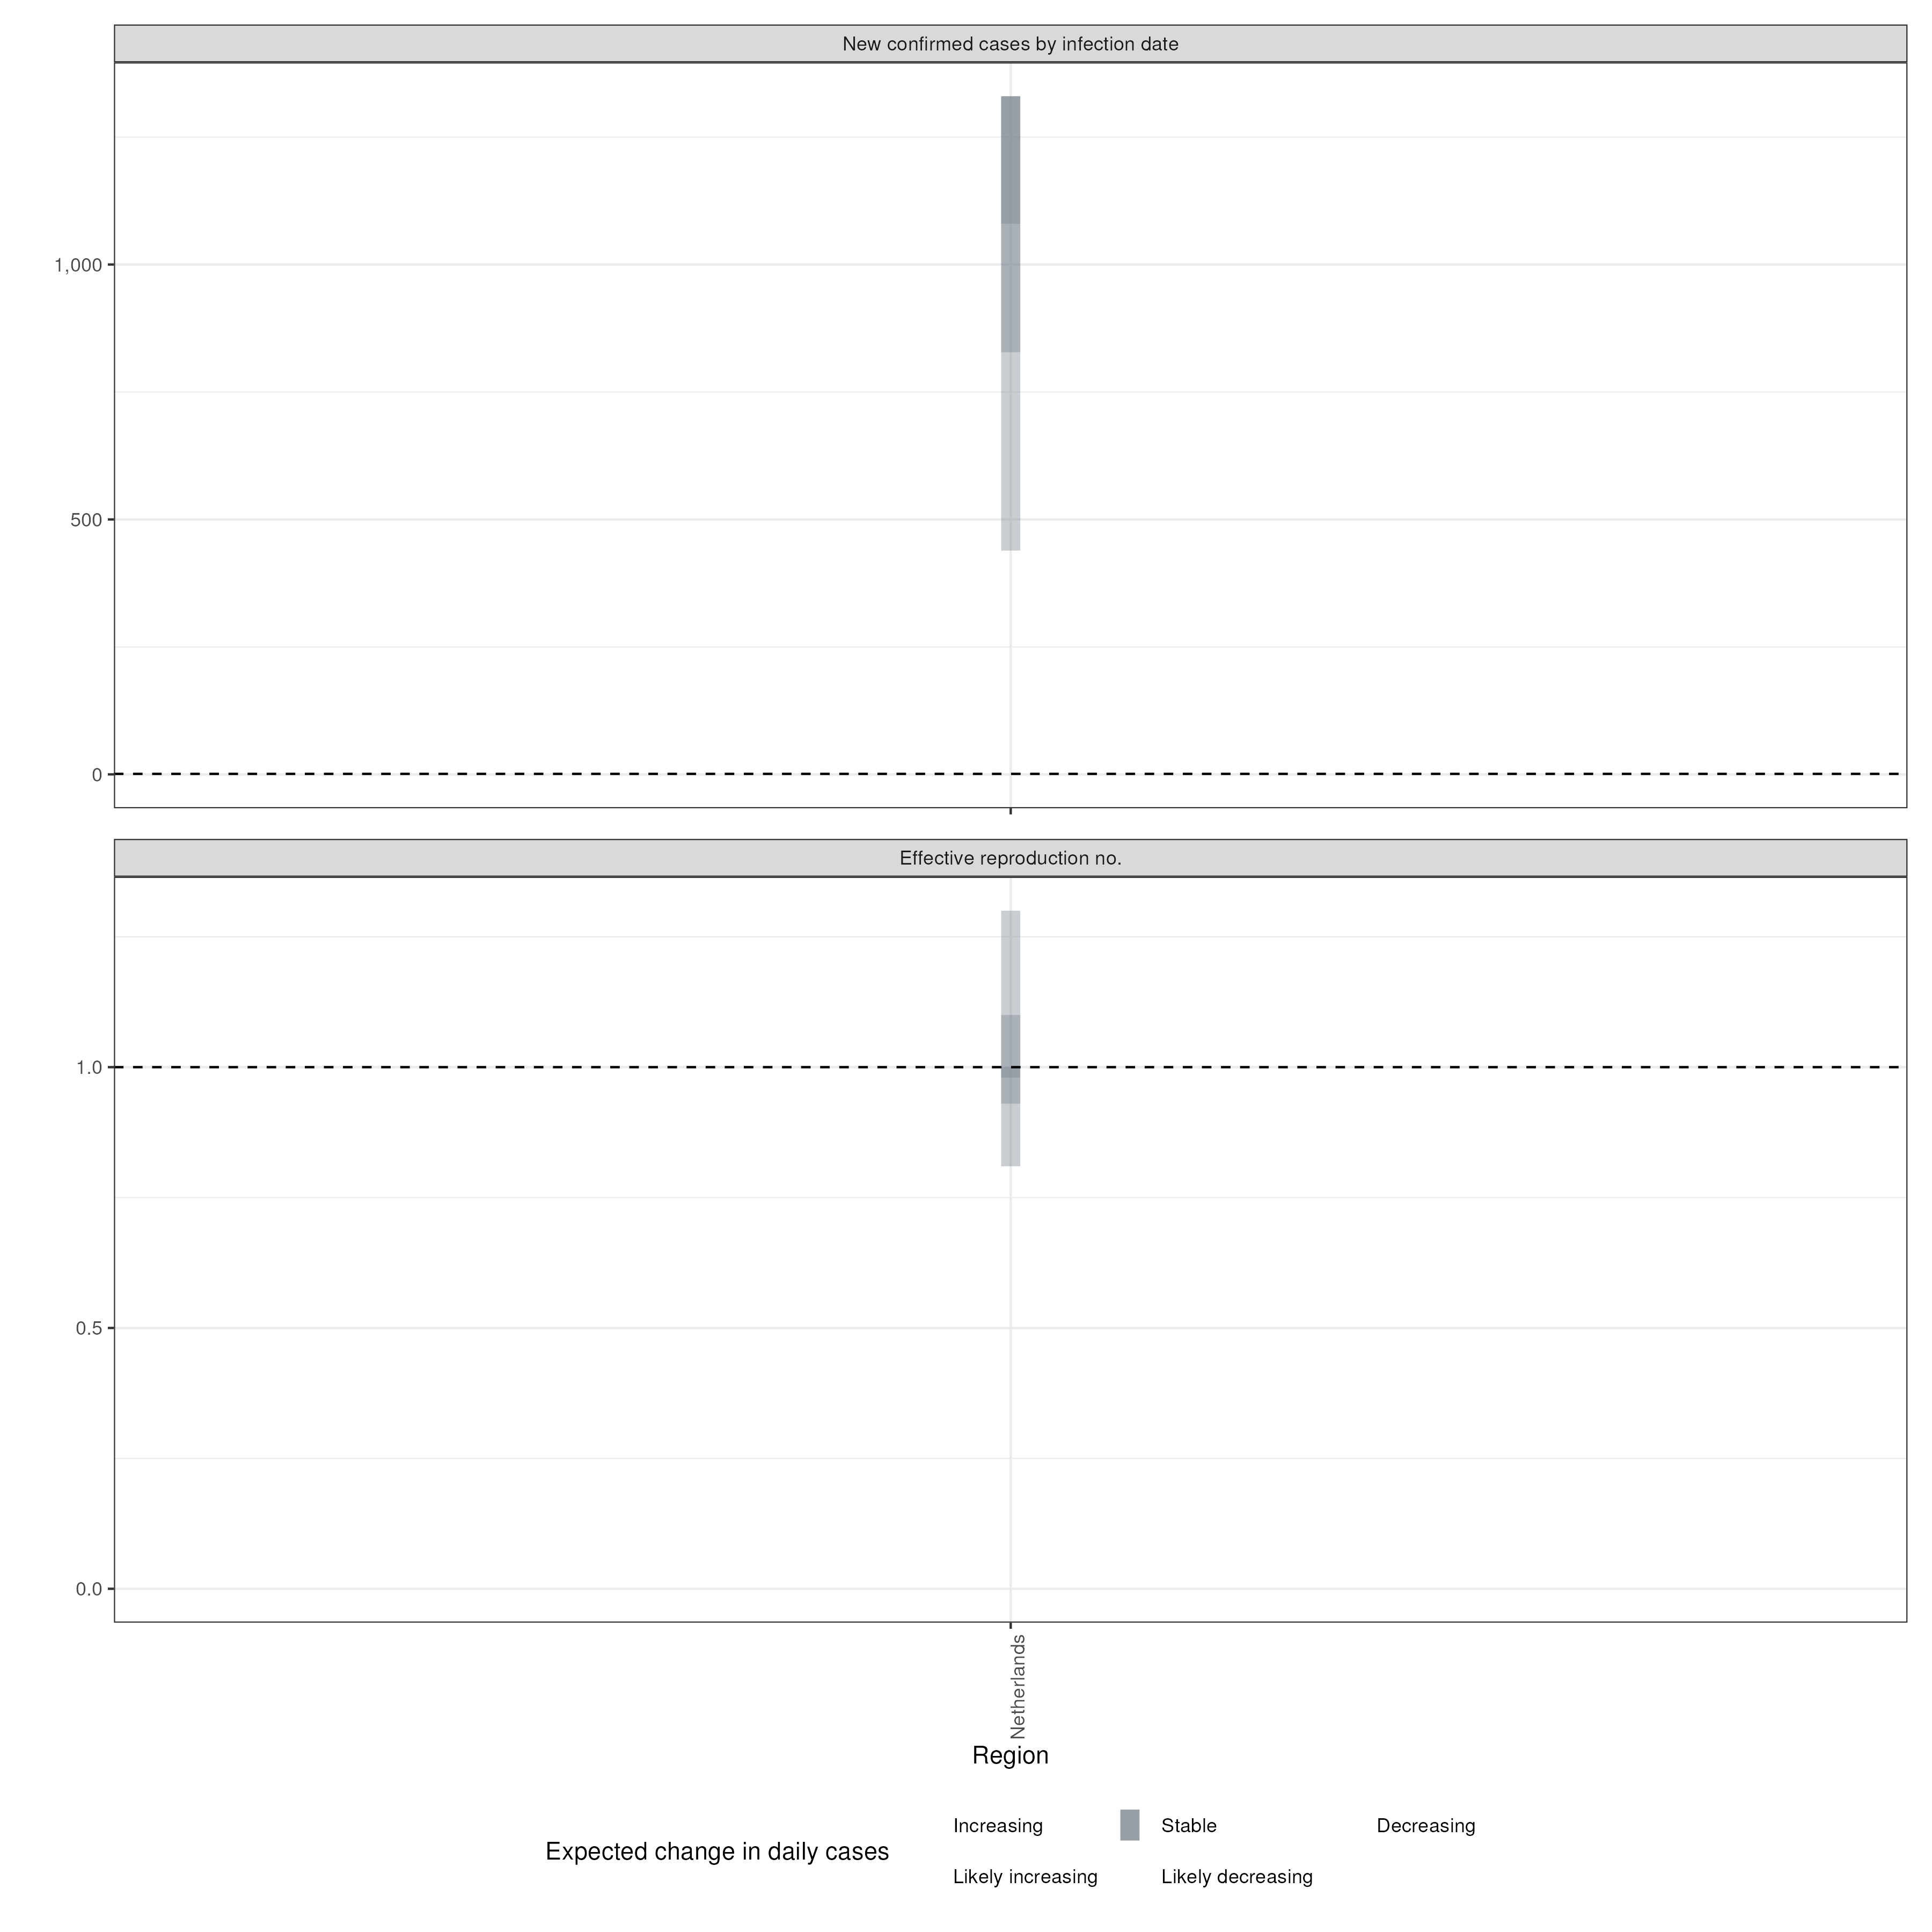 New confirmed cases by infection date
1,000
500
0
Effective reproduction no.
1.0
0.5
0.0
Netherlands
Region
Expected change in daily cases
Increasing
Stable
Decreasing
Likely increasing
Likely decreasing